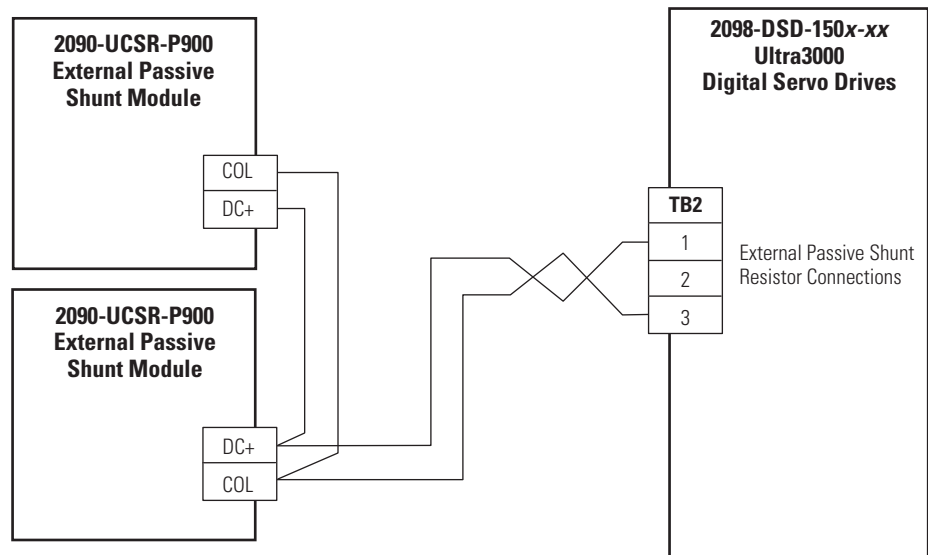 2090-UCSR-P900
External Passive
Shunt Module
COL
DC+
2090-UCSR-P900
External Passive
Shunt Module
DC+
COL
2098-DSD-150x-xx
Ultra3000
Digital Servo Drives
TB2
1
2
3
External Passive Shunt
Resistor Connections